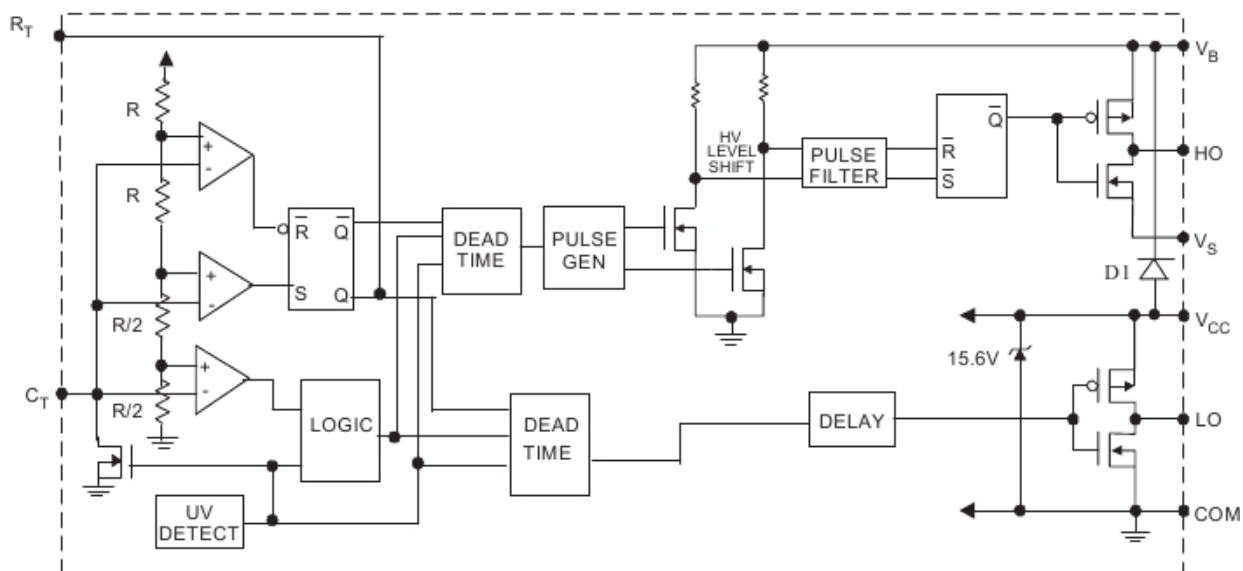 R_T
V_B
R
+
-
HV
LEVEL
SHIFT
PULSE
FILTER
R̅
S̅
Q̅
HO
R
R̅
Q̅
S
Q
DEAD
TIME
PULSE
GEN
V_S
D1
+
-
R/2
V_CC
15.6V
+
-
R/2
C_T
LOGIC
DEAD
TIME
DELAY
LO
UV
DETECT
COM